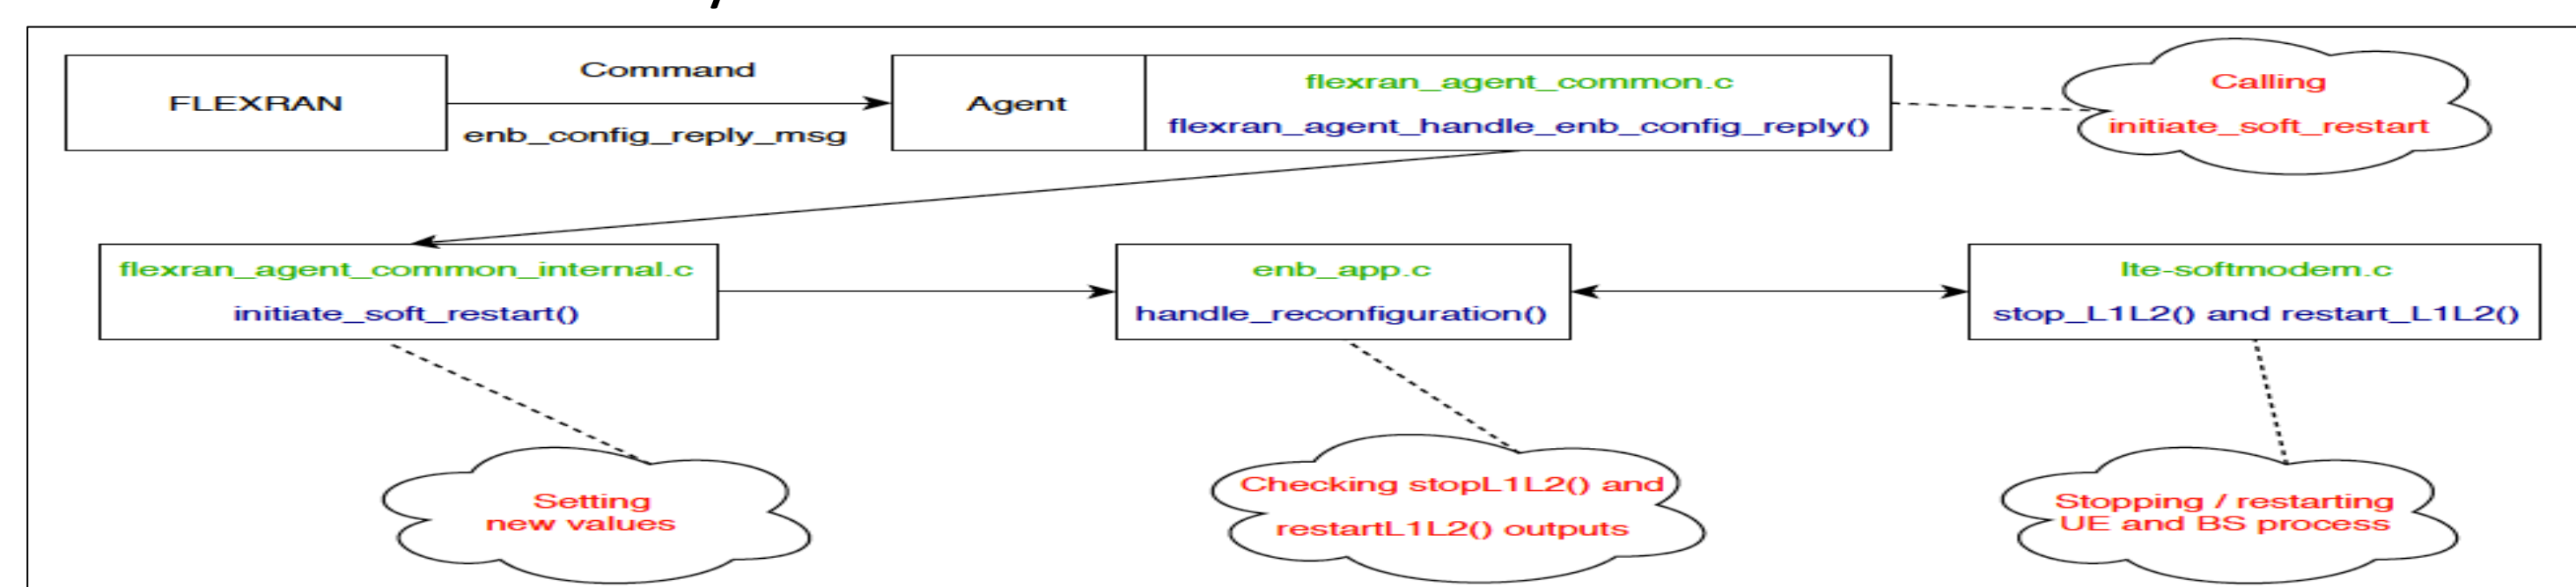 FLEXRAN
Command
enb_config_reply_msg
Agent
flexran_agent_common.c
flexran_agent_handle_enb_config_reply()
Calling
initiate_soft_restart
flexran_agent_common_internal.c
initiate_soft_restart()
enb_app.c
handle_reconfiguration()
lte-softmodem.c
stop_L1L2() and restart_L1L2()
Setting
new values
Checking stopL1L2() and
restartL1L2() outputs
Stopping / restarting
UE and BS process